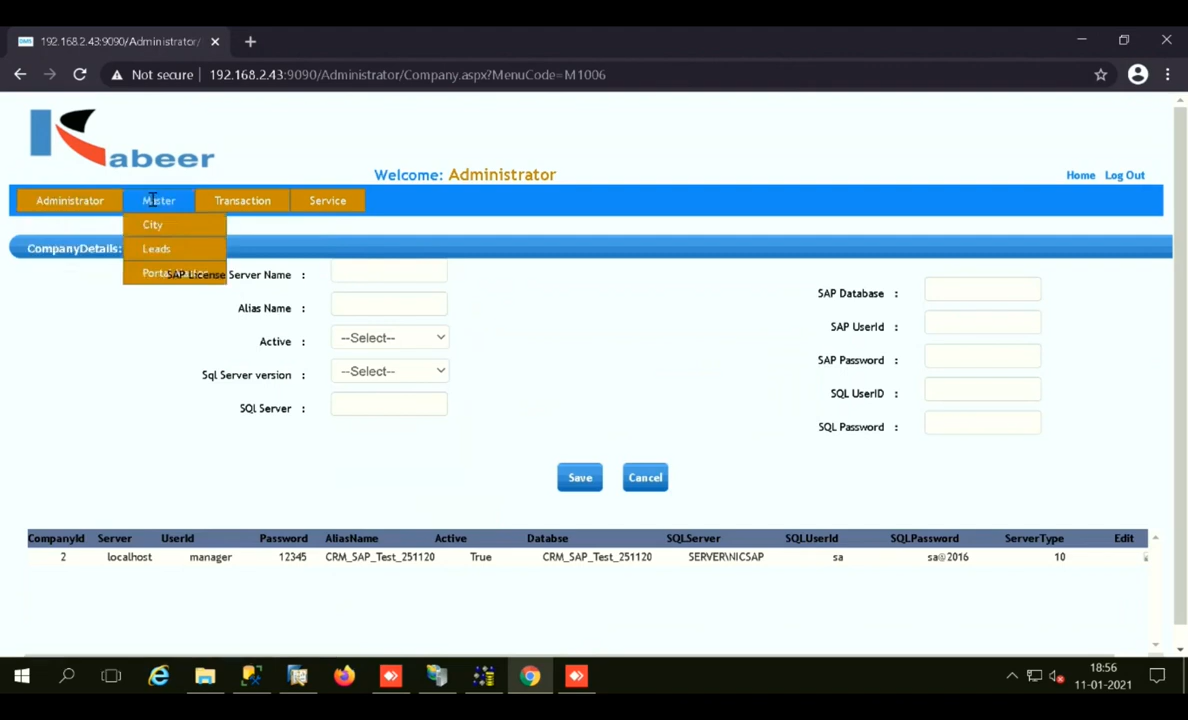 192.168.2.43:9090/Administrator/
Not secure 192.168.2.43:9090/Administrator/Company.aspx?MenuCode=M1006
Kabeer
Welcome: Administrator
Home Log Out
Administrator Master Transaction Service
City
CompanyDetails: Leads
SAP License Server Name :
SAP Database :
Alias Name :
SAP UserId :
Active : --Select--
SAP Password :
Sql Server version : --Select--
SQL UserID :
SQL Server :
SQL Password :
Save Cancel
CompanyId Server UserId Password AliasName Active Databse SQLServer SQLUserId SQLPassword ServerType Edit
2 localhost manager 12345 CRM_SAP_Test_251120 True CRM_SAP_Test_251120 SERVER\NICSAP sa sa@2016 10
18:56
11-01-2021